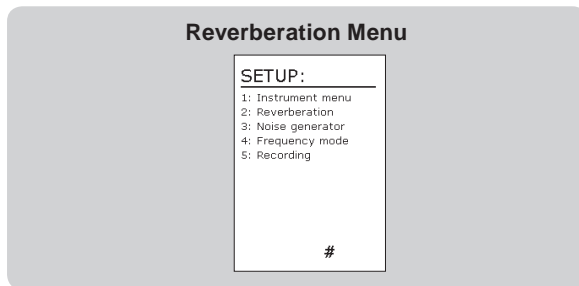 Reverberation Menu
SETUP:
1: Instrument menu
2: Reverberation
3: Noise generator
4: Frequency mode
5: Recording
#